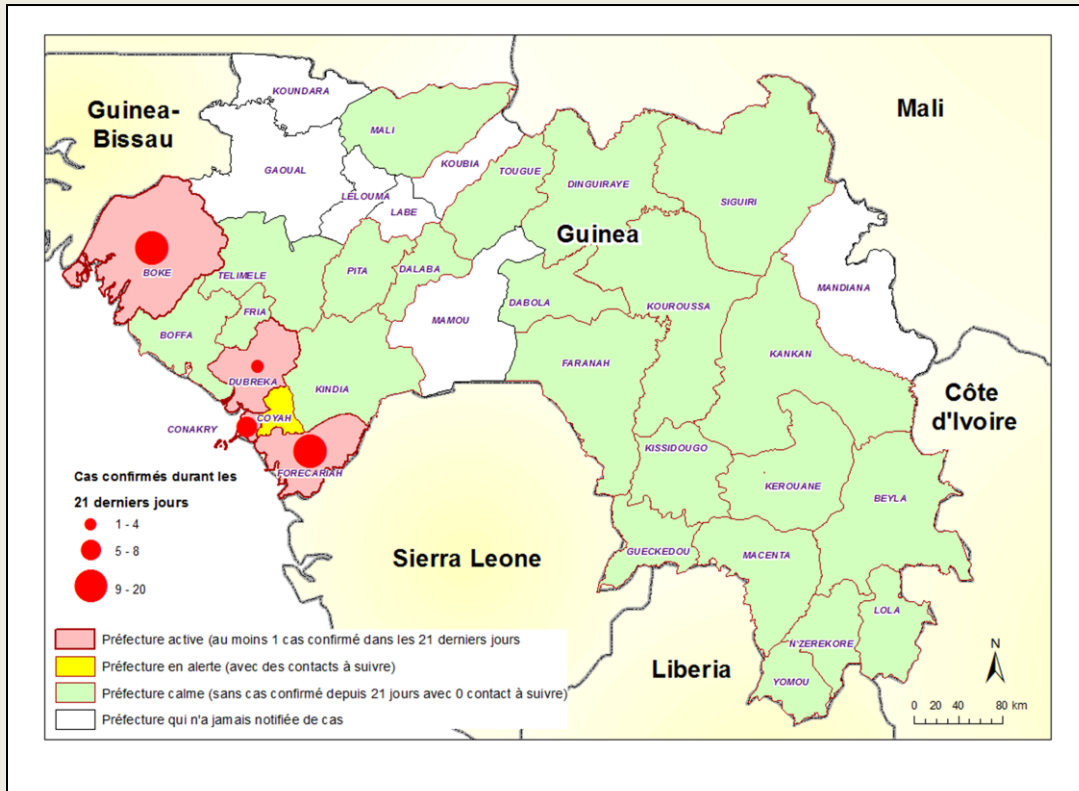 KOUNDARA
Guinea-
Bissau
Mali
MALI
KOUBIA
GAOUAL
TOUGUE
DINGUIRAYE
LELOUMA
SIGUIRI
LABE
Guinea
BOKE
TELIMELE
PITA
DALABA
MANDIANA
DABOLA
KOUROUSSA
FRIA
MAMOU
BOFFA
KANKAN
FARANAH
DUBREKA
KINDIA
Côte
d'Ivoire
COYAH
CONAKRY
KISSIDOUGO
FORECARIAH
KEROUANE
BEYLA
Cas confirmés durant les
21 derniers jours
1 - 4
5 - 8
9 - 20
Sierra Leone
GUECKEDOU
MACENTA
LOLA
N'ZEREKORE
Liberia
YOMOU
N
0 20 40 80 km
Préfecture active (au moins 1 cas confirmé dans les 21 derniers jours
Préfecture en alerte (avec des contacts à suivre)
Préfecture calme (sans cas confirmé depuis 21 jours avec 0 contact à suivre)
Préfecture qui n'a jamais notifiée de cas